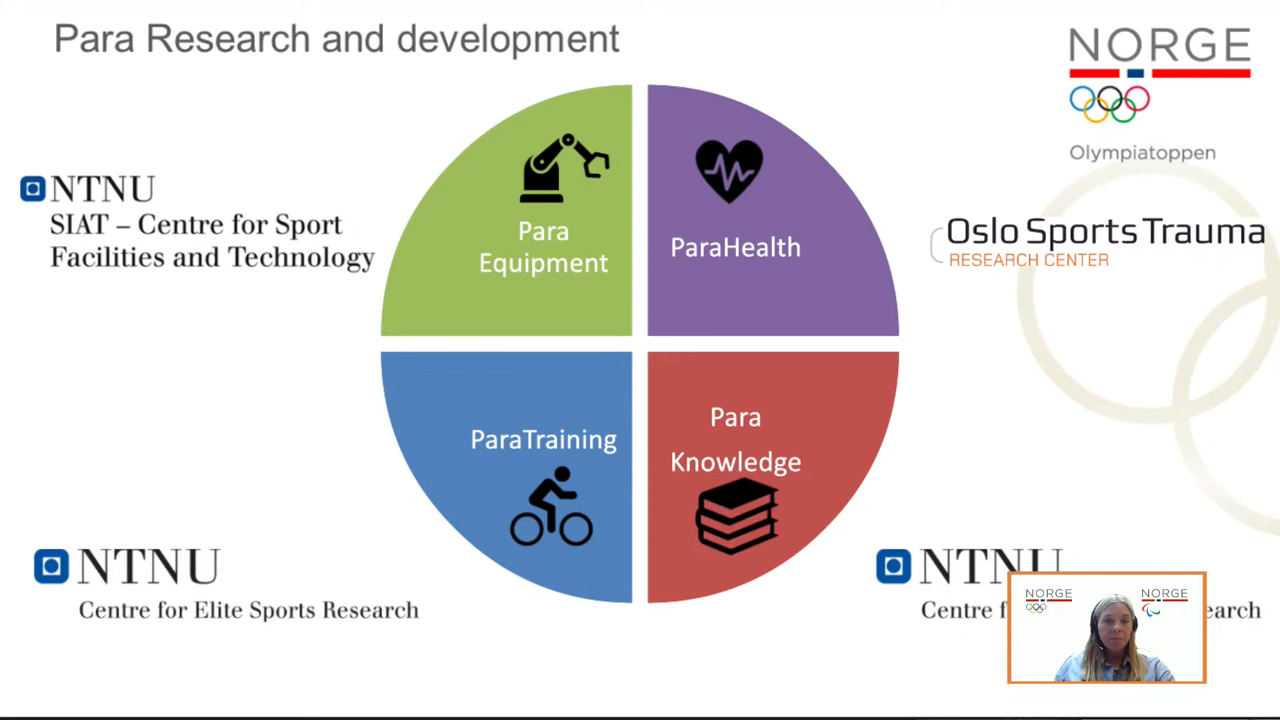 Para Research and development
NORGE
Olympiatoppen
NTNU
SIAT – Centre for Sport
Facilities and Technology
Para
Equipment
ParaHealth
Oslo Sports Trauma
RESEARCH CENTER
ParaTraining
Para
Knowledge
NTNU
Centre for Elite Sports Research
NTNU
Centre
earch
NORGE
NORGE